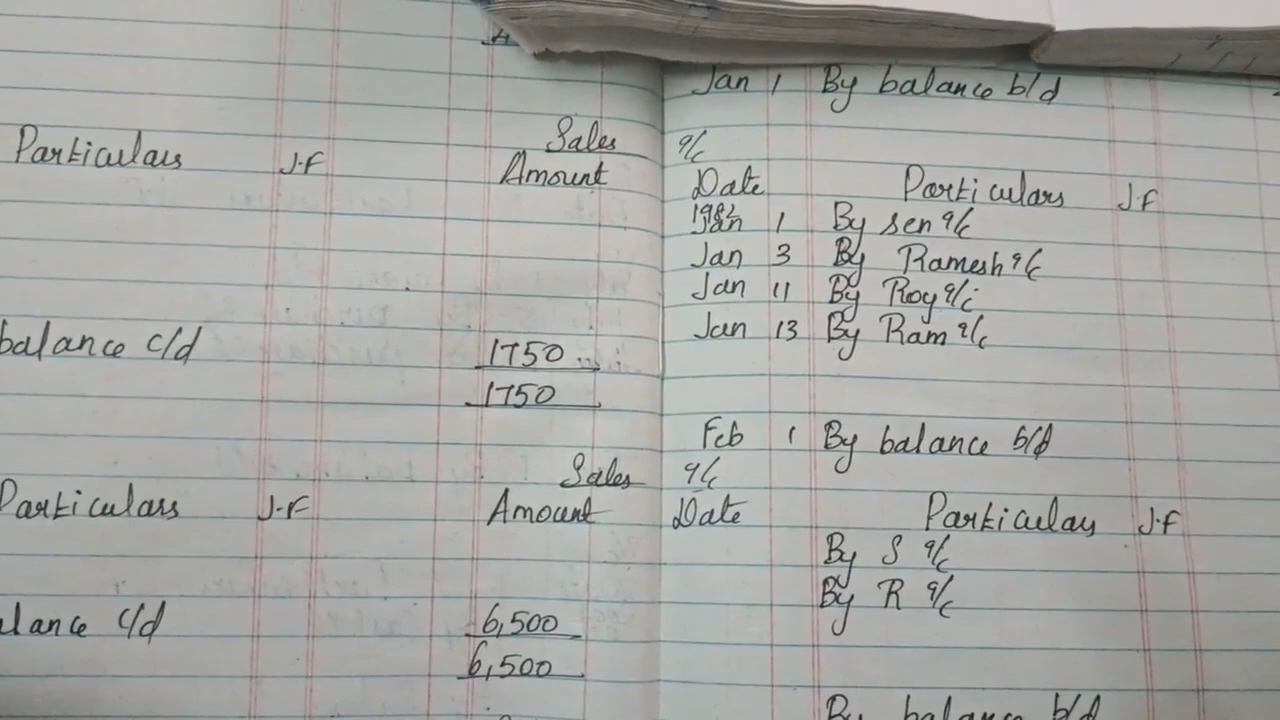 Jan 1 By balance b/d
Sales a/c
Particulars J.F Amount Date Particulars J.F
1982
Jan 1 By Sen a/c
Jan 3 By Ramesh a/c
Jan 11 By Roy a/c
balance c/d 1750 Jan 13 By Ram a/c
1750
Feb 1 By balance b/d
Sales a/c
Particulars J.F Amount Date Particulars J.F
By S a/c
By R a/c
alance c/d 6,500
6,500
By balance b/d